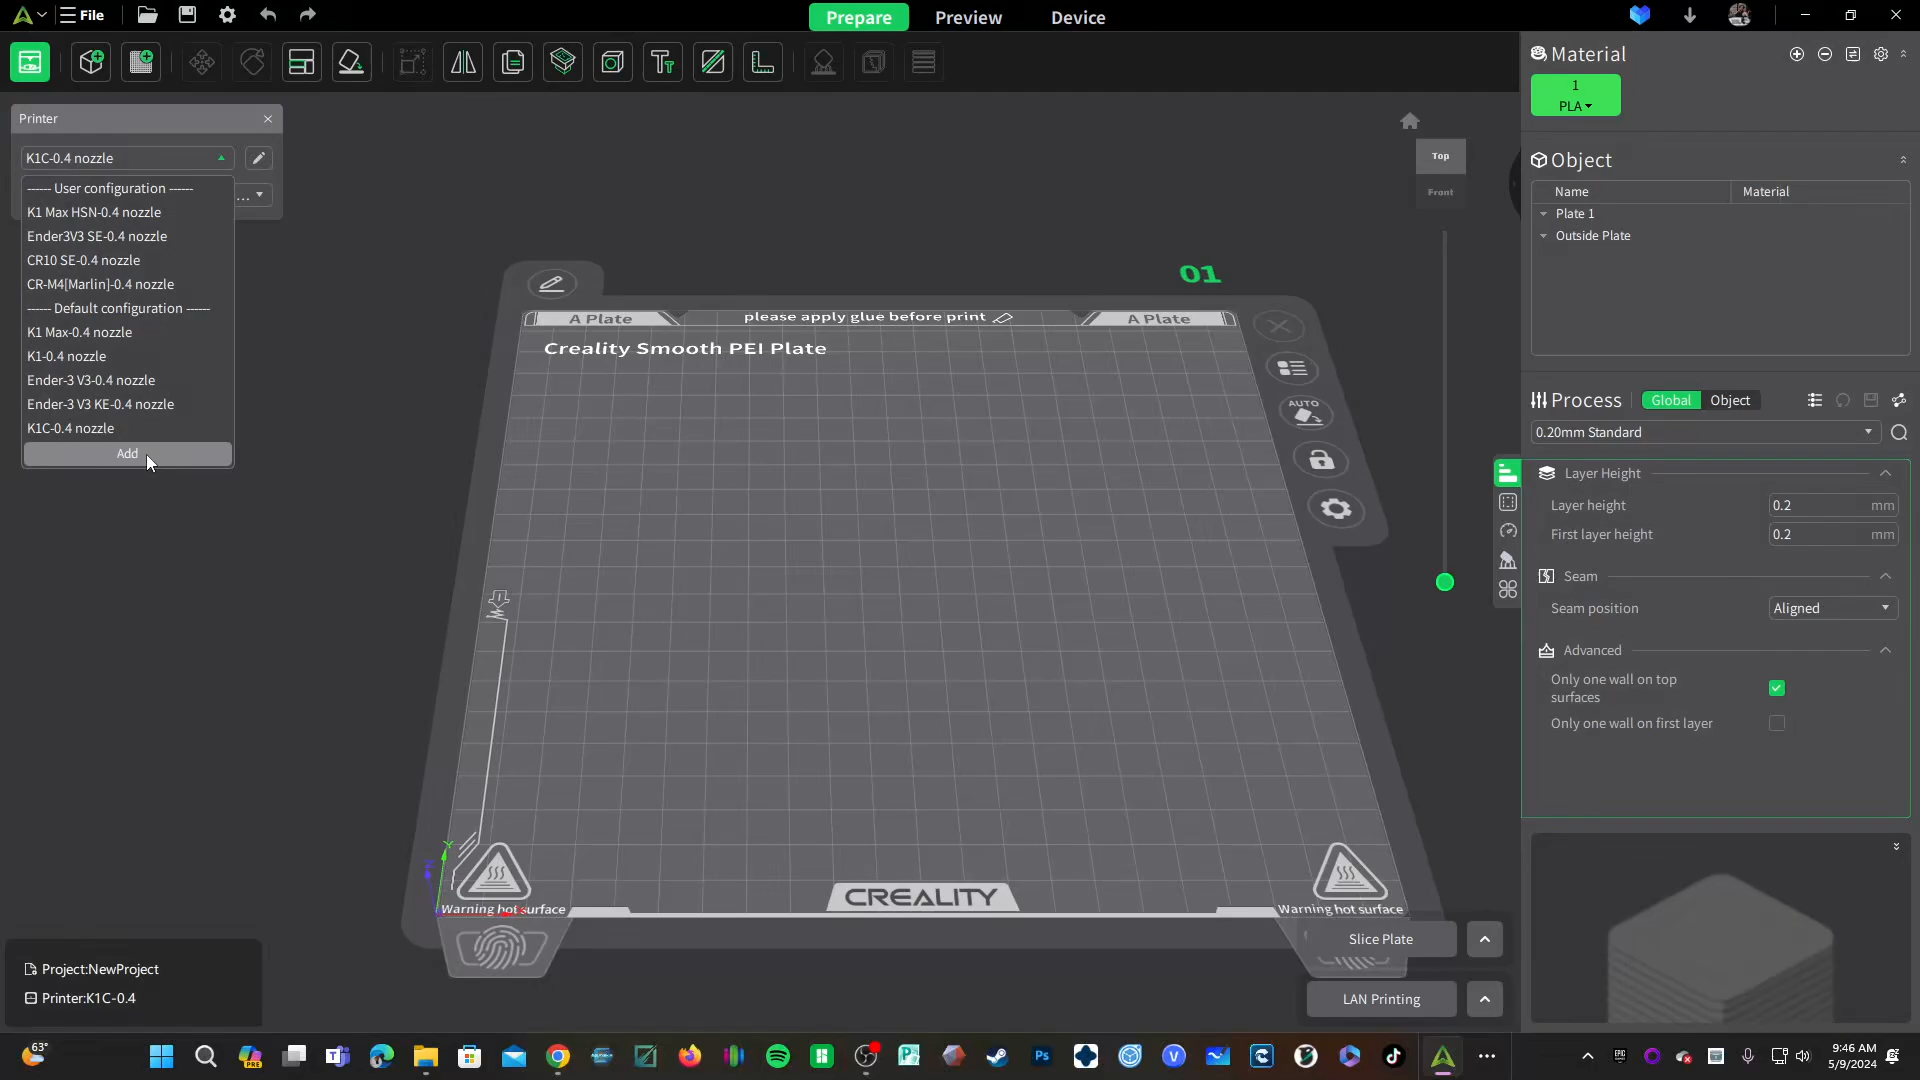 File
Prepare
Preview
Device
Printer
K1C-0.4 nozzle
------ User configuration ------
K1 Max HSN-0.4 nozzle
Ender3V3 SE-0.4 nozzle
CR10 SE-0.4 nozzle
CR-M4[Marlin]-0.4 nozzle
------ Default configuration ------
K1 Max-0.4 nozzle
K1-0.4 nozzle
Ender-3 V3-0.4 nozzle
Ender-3 V3 KE-0.4 nozzle
K1C-0.4 nozzle
Add
...
Top
Front
01
A Plate
please apply glue before print
A Plate
Creality Smooth PEI Plate
AUTO
CREALITY
Warning hot surface
Warning hot surface
Slice Plate
LAN Printing
Project:NewProject
Printer:K1C-0.4
Material
1
PLA
Object
Name
Material
Plate 1
Outside Plate
Process
Global
Object
0.20mm Standard
Layer Height
Layer height
0.2 mm
First layer height
0.2 mm
Seam
Seam position
Aligned
Advanced
Only one wall on top
surfaces
Only one wall on first layer
63°
9:46 AM
5/9/2024